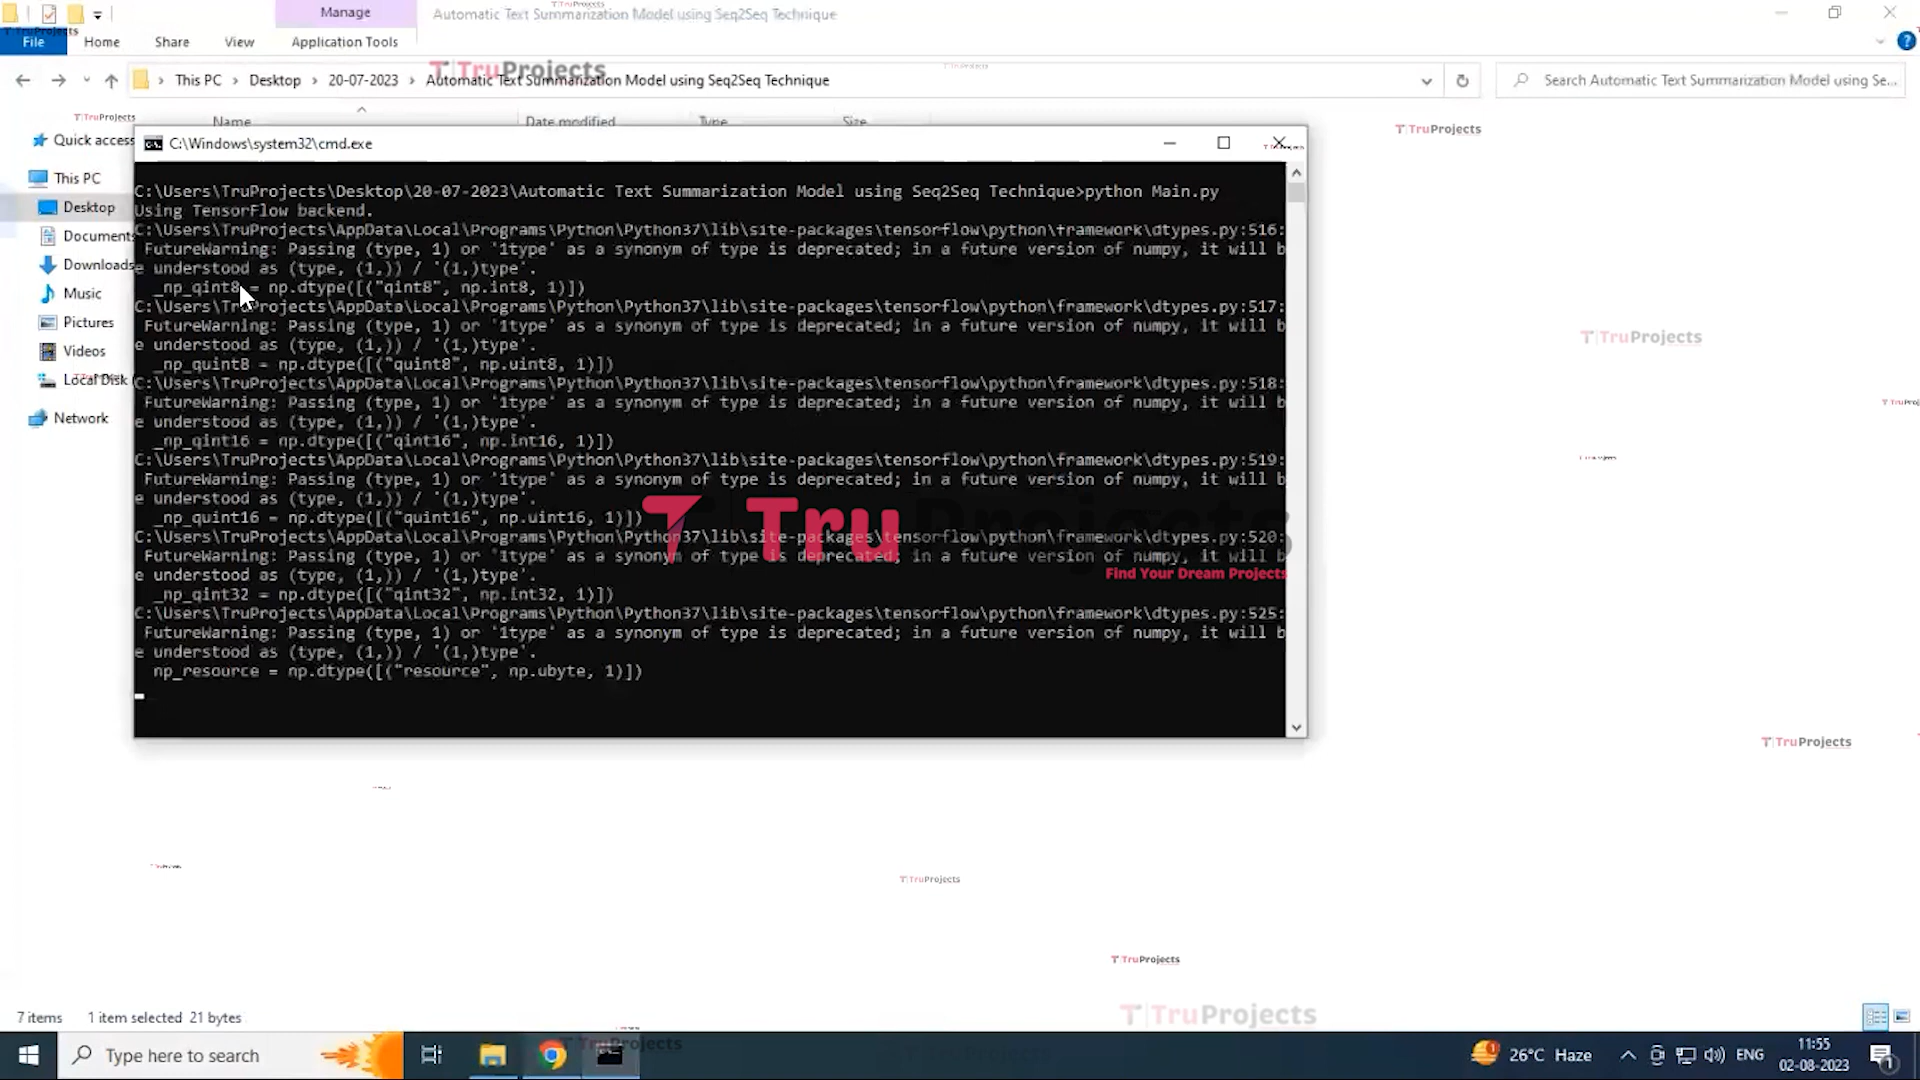 Manage
Automatic Text Summarization Model using Seq2Seq Technique
TruProjects
File
Home
Share
View
Application Tools
TruProjects
This PC
Desktop
20-07-2023
Automatic Text Summarization Model using Seq2Seq Technique
Search Automatic Text Summarization Model using Se...
Name
Date modified
Type
Size
TruProjects
TruProjects
Quick access
This PC
Desktop
Documents
Downloads
Music
Pictures
Videos
Local Disk
Network
C:\Windows\system32\cmd.exe
C:\Users\TruProjects\Desktop\20-07-2023\Automatic Text Summarization Model using Seq2Seq Technique>python Main.py
Using TensorFlow backend.
C:\Users\TruProjects\AppData\Local\Programs\Python\Python37\lib\site-packages\tensorflow\python\framework\dtypes.py:516:
FutureWarning: Passing (type, 1) or '1type' as a synonym of type is deprecated; in a future version of numpy, it will b
e understood as (type, (1,)) / '(1,)type'.
_np_qint8 = np.dtype([("qint8", np.int8, 1)])
C:\Users\TruProjects\AppData\Local\Programs\Python\Python37\lib\site-packages\tensorflow\python\framework\dtypes.py:517:
FutureWarning: Passing (type, 1) or '1type' as a synonym of type is deprecated; in a future version of numpy, it will b
e understood as (type, (1,)) / '(1,)type'.
_np_quint8 = np.dtype([("quint8", np.uint8, 1)])
C:\Users\TruProjects\AppData\Local\Programs\Python\Python37\lib\site-packages\tensorflow\python\framework\dtypes.py:518:
FutureWarning: Passing (type, 1) or '1type' as a synonym of type is deprecated; in a future version of numpy, it will b
e understood as (type, (1,)) / '(1,)type'.
_np_qint16 = np.dtype([("qint16", np.int16, 1)])
C:\Users\TruProjects\AppData\Local\Programs\Python\Python37\lib\site-packages\tensorflow\python\framework\dtypes.py:519:
FutureWarning: Passing (type, 1) or '1type' as a synonym of type is deprecated; in a future version of numpy, it will b
e understood as (type, (1,)) / '(1,)type'.
_np_quint16 = np.dtype([("quint16", np.uint16, 1)])
C:\Users\TruProjects\AppData\Local\Programs\Python\Python37\lib\site-packages\tensorflow\python\framework\dtypes.py:520:
FutureWarning: Passing (type, 1) or '1type' as a synonym of type is deprecated; in a future version of numpy, it will b
e understood as (type, (1,)) / '(1,)type'.
_np_qint32 = np.dtype([("qint32", np.int32, 1)])
C:\Users\TruProjects\AppData\Local\Programs\Python\Python37\lib\site-packages\tensorflow\python\framework\dtypes.py:525:
FutureWarning: Passing (type, 1) or '1type' as a synonym of type is deprecated; in a future version of numpy, it will b
e understood as (type, (1,)) / '(1,)type'.
np_resource = np.dtype([("resource", np.ubyte, 1)])
TruProjects
Find Your Dream Projects
TruProjects
TruProjects
TruProjects
TruProjects
TruProjects
TruProjects
7 items
1 item selected 21 bytes
Type here to search
26°C Haze
ENG
11:55
02-08-2023